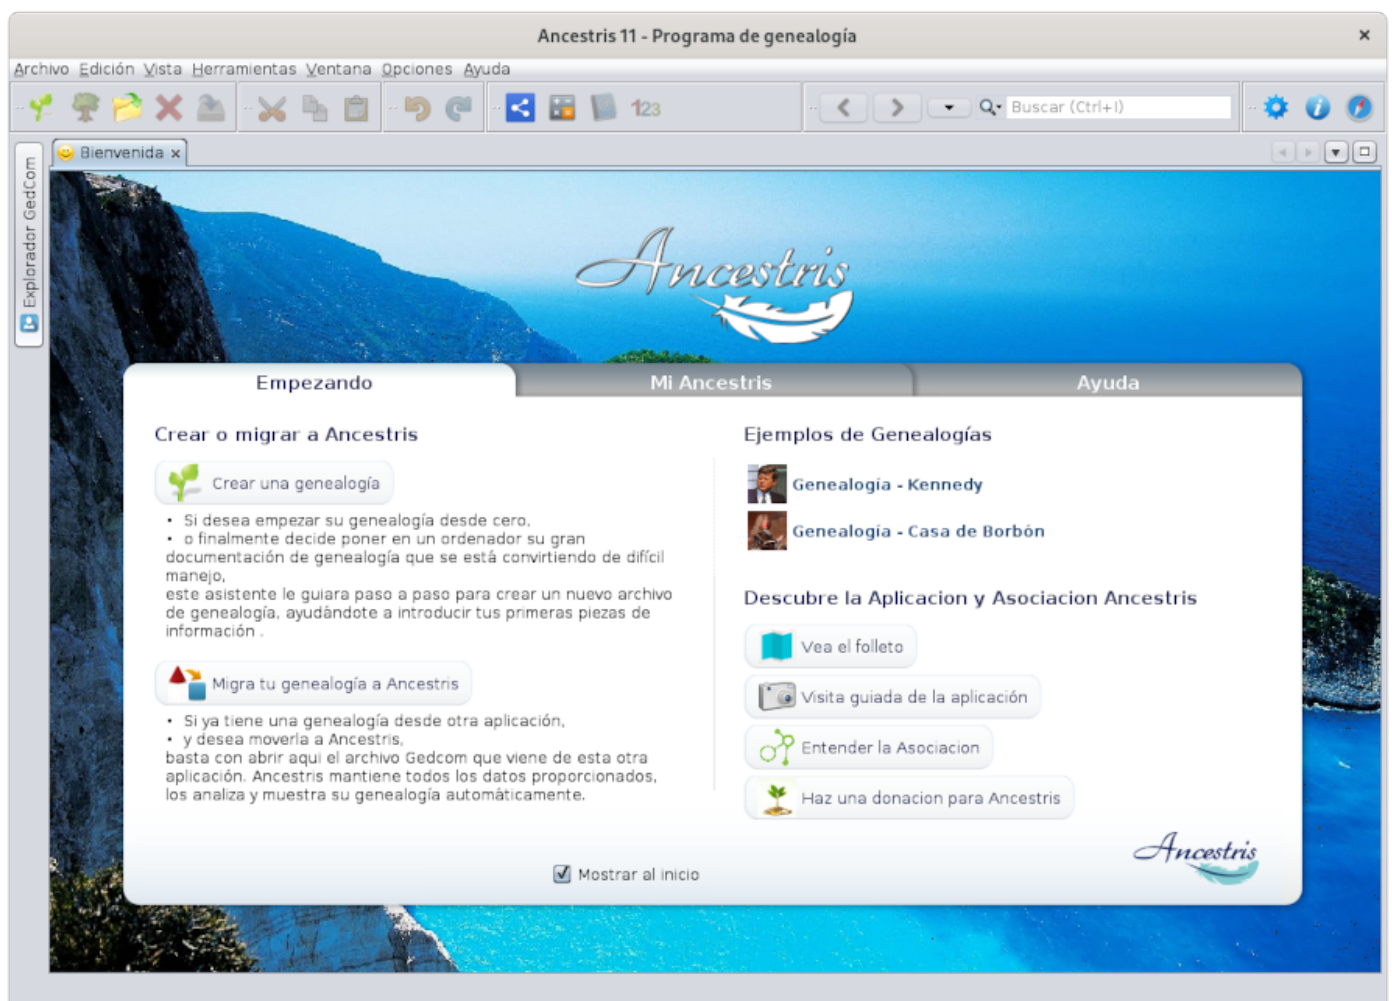 Ancestris 11 - Programa de genealogía
Archivo Edición Vista Herramientas Ventana Opciones Ayuda
123
Buscar (Ctrl+I)
Bienvenida
Explorador GedCom
Ancestris
Empezando
Mi Ancestris
Ayuda
Crear o migrar a Ancestris
Crear una genealogía
• Si desea empezar su genealogía desde cero,
• o finalmente decide poner en un ordenador su gran
documentación de genealogía que se está convirtiendo de difícil
manejo,
este asistente le guiara paso a paso para crear un nuevo archivo
de genealogía, ayudándote a introducir tus primeras piezas de
información .
Migra tu genealogía a Ancestris
• Si ya tiene una genealogía desde otra aplicación,
• y desea moverla a Ancestris,
basta con abrir aqui el archivo Gedcom que viene de esta otra
aplicación. Ancestris mantiene todos los datos proporcionados,
los analiza y muestra su genealogía automáticamente.
Ejemplos de Genealogías
Genealogía - Kennedy
Genealogía - Casa de Borbón
Descubre la Aplicacion y Asociacion Ancestris
Vea el folleto
Visita guiada de la aplicación
Entender la Asociacion
Haz una donacion para Ancestris
Ancestris
Mostrar al inicio